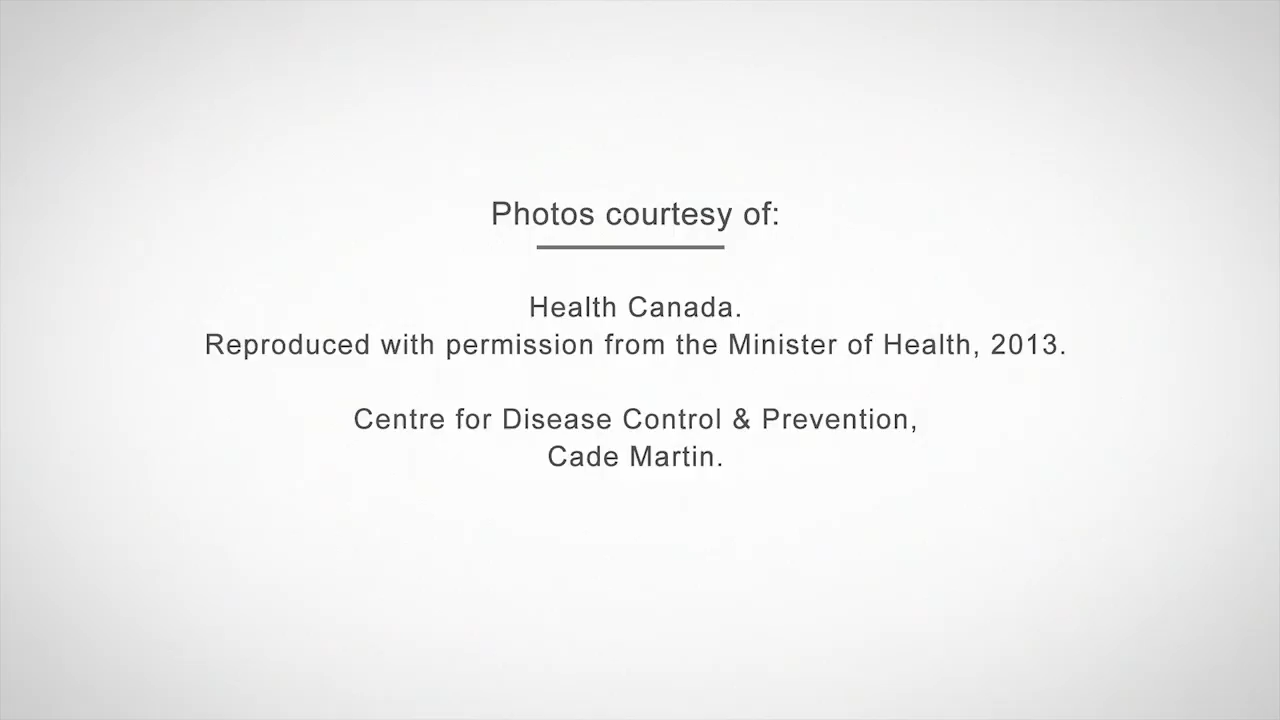 Photos courtesy of:
Health Canada.
Reproduced with permission from the Minister of Health, 2013.
Centre for Disease Control & Prevention,
Cade Martin.